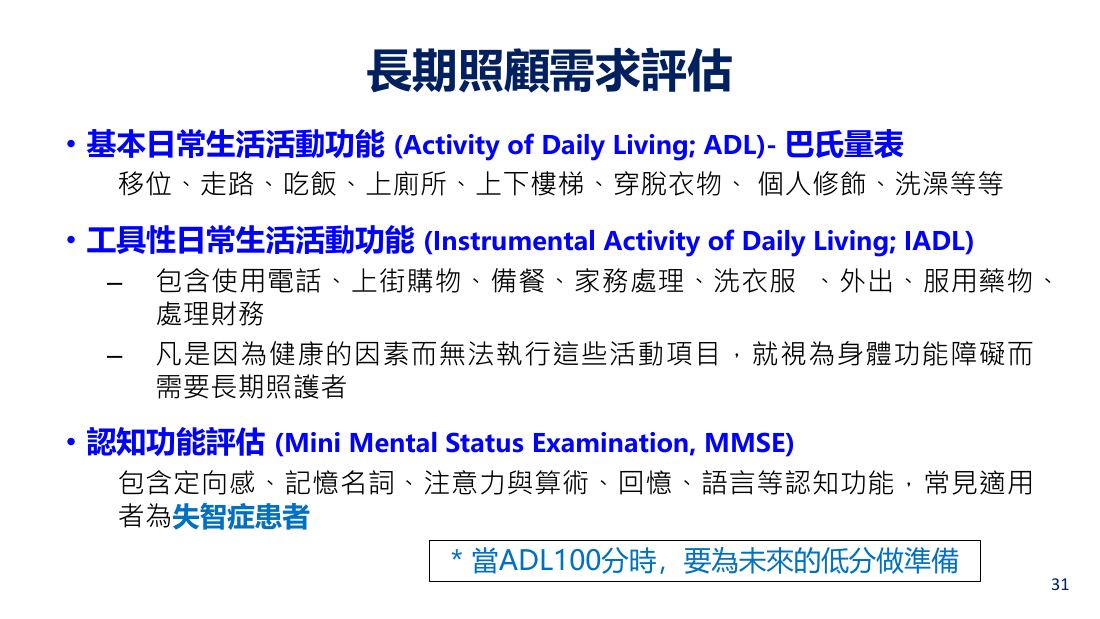 長期照顧需求評估
• 基本日常生活活動功能 (Activity of Daily Living; ADL)- 巴氏量表
移位、走路、吃飯、上廁所、上下樓梯、穿脫衣物、 個人修飾、洗澡等等
• 工具性日常生活活動功能 (Instrumental Activity of Daily Living; IADL)
– 包含使用電話、上街購物、備餐、家務處理、洗衣服 、外出、服用藥物、
處理財務
– 凡是因為健康的因素而無法執行這些活動項目，就視為身體功能障礙而
需要長期照護者
• 認知功能評估 (Mini Mental Status Examination, MMSE)
包含定向感、記憶名詞、注意力與算術、回憶、語言等認知功能，常見適用
者為失智症患者
* 當ADL100分時，要為未來的低分做準備
31